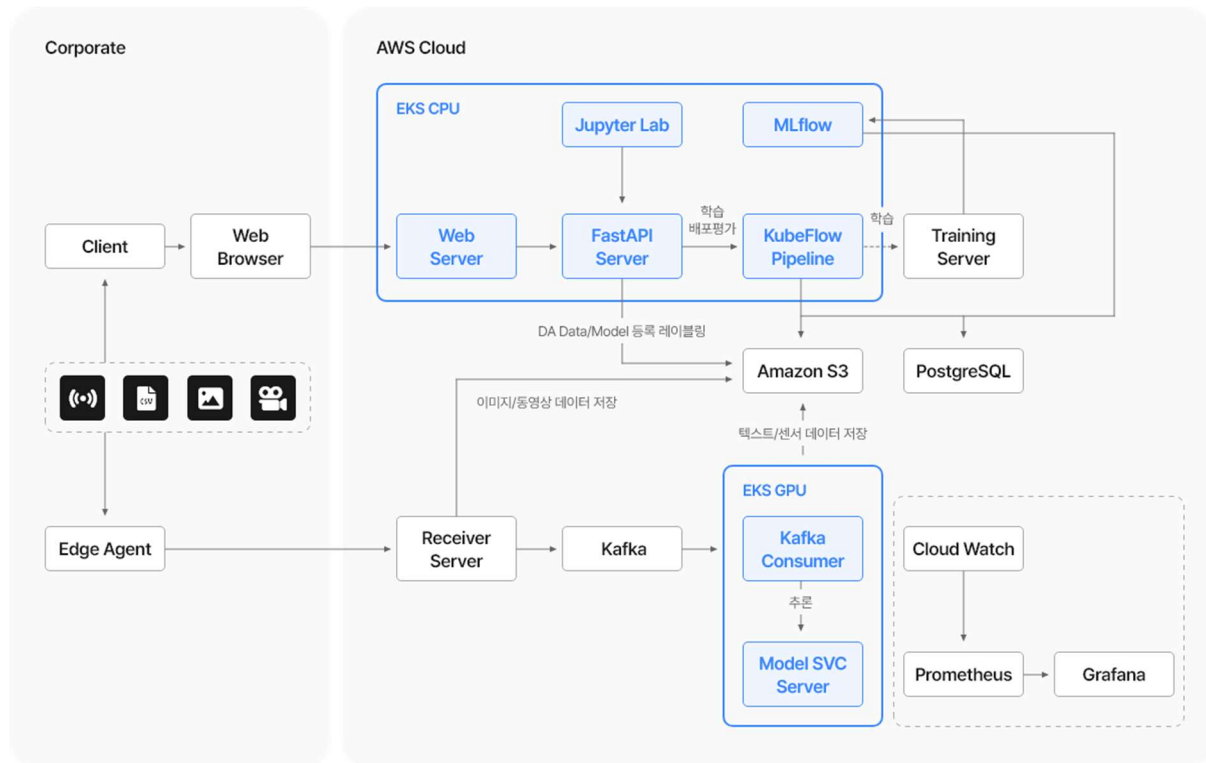 Corporate
AWS Cloud
EKS CPU
Jupyter Lab
MLflow
Client
Web
Browser
Web
Server
FastAPI
Server
학습
배포평가
KubeFlow
Pipeline
학습
Training
Server
DA Data/Model 등록 레이블링
Amazon S3
PostgreSQL
CSV
이미지/동영상 데이터 저장
텍스트/센서 데이터 저장
EKS GPU
Edge Agent
Receiver
Server
Kafka
Kafka
Consumer
추론
Model SVC
Server
Cloud Watch
Prometheus
Grafana